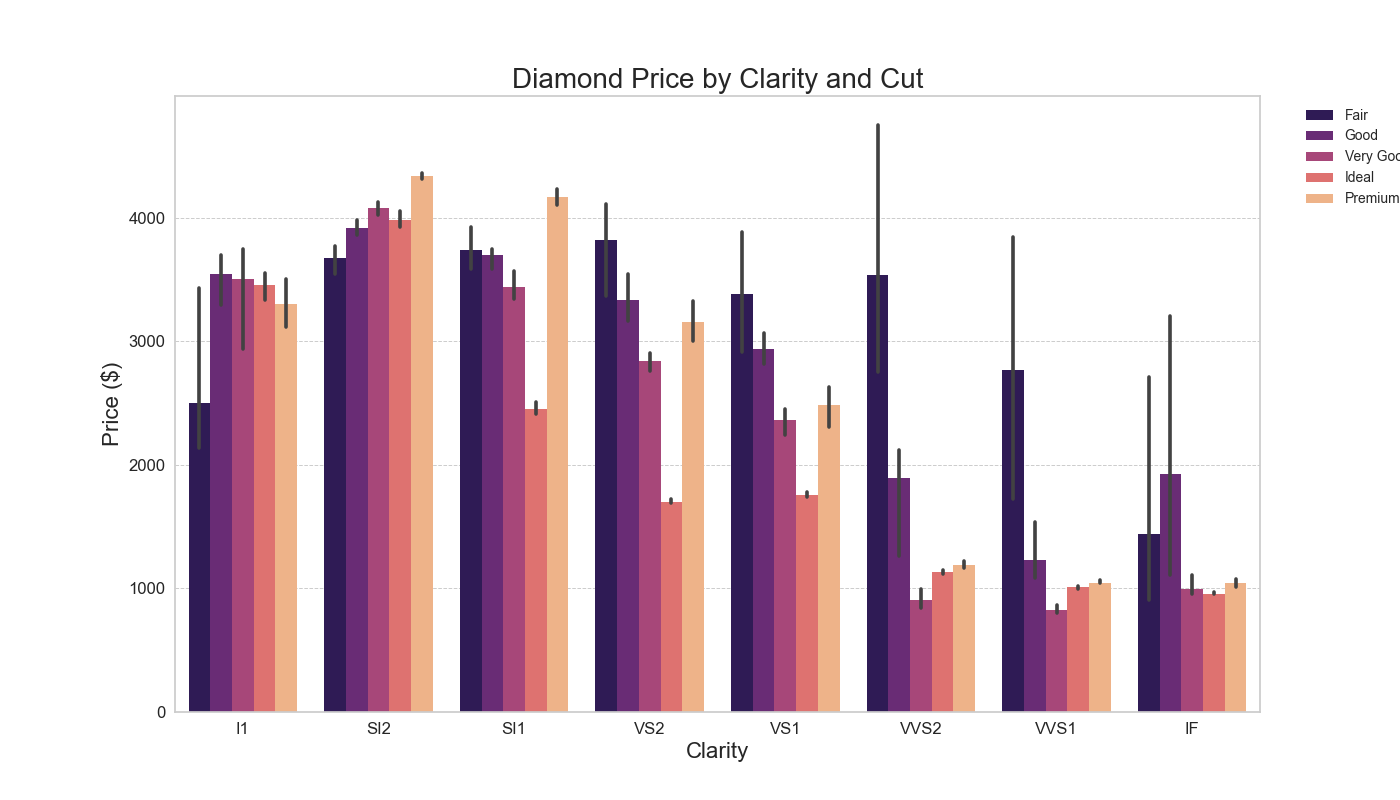 Diamond Price by Clarity and Cut
Price ($)
4000
3000
2000
1000
0
I1 SI2 SI1 VS2 VS1 VVS2 VVS1 IF
Clarity
Fair
Good
Very Goo
Ideal
Premium